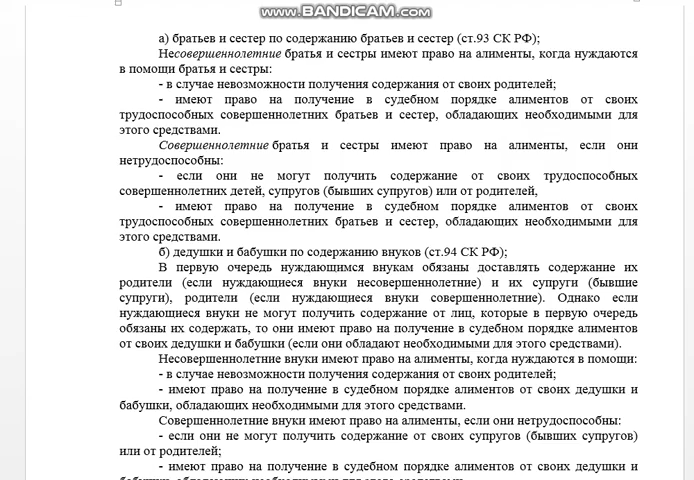 www.BANDICAM.com
а) братьев и сестер по содержанию братьев и сестер (ст.93 СК РФ);
Несовершеннолетние братья и сестры имеют право на алименты, когда нуждаются
в помощи братья и сестры:
- в случае невозможности получения содержания от своих родителей;
- имеют право на получение в судебном порядке алиментов от своих
трудоспособных совершеннолетних братьев и сестер, обладающих необходимыми для
этого средствами.
Совершеннолетние братья и сестры имеют право на алименты, если они
нетрудоспособны:
- если они не могут получить содержание от своих трудоспособных
совершеннолетних детей, супругов (бывших супругов) или от родителей,
- имеют право на получение в судебном порядке алиментов от своих
трудоспособных совершеннолетних братьев и сестер, обладающих необходимыми для
этого средствами.
б) дедушки и бабушки по содержанию внуков (ст.94 СК РФ);
В первую очередь нуждающимся внукам обязаны доставлять содержание их
родители (если нуждающиеся внуки несовершеннолетние) и их супруги (бывшие
супруги), родители (если нуждающиеся внуки совершеннолетние). Однако если
нуждающиеся внуки не могут получить содержание от лиц, которые в первую очередь
обязаны их содержать, то они имеют право на получение в судебном порядке алиментов
от своих дедушки и бабушки (если они обладают необходимыми для этого средствами).
Несовершеннолетние внуки имеют право на алименты, когда нуждаются в помощи:
- в случае невозможности получения содержания от своих родителей;
- имеют право на получение в судебном порядке алиментов от своих дедушки и
бабушки, обладающих необходимыми для этого средствами.
Совершеннолетние внуки имеют право на алименты, если они нетрудоспособны:
- если они не могут получить содержание от своих супругов (бывших супругов)
или от родителей;
- имеют право на получение в судебном порядке алиментов от своих дедушки и
бабушки, обладающих необходимыми для этого средствами.